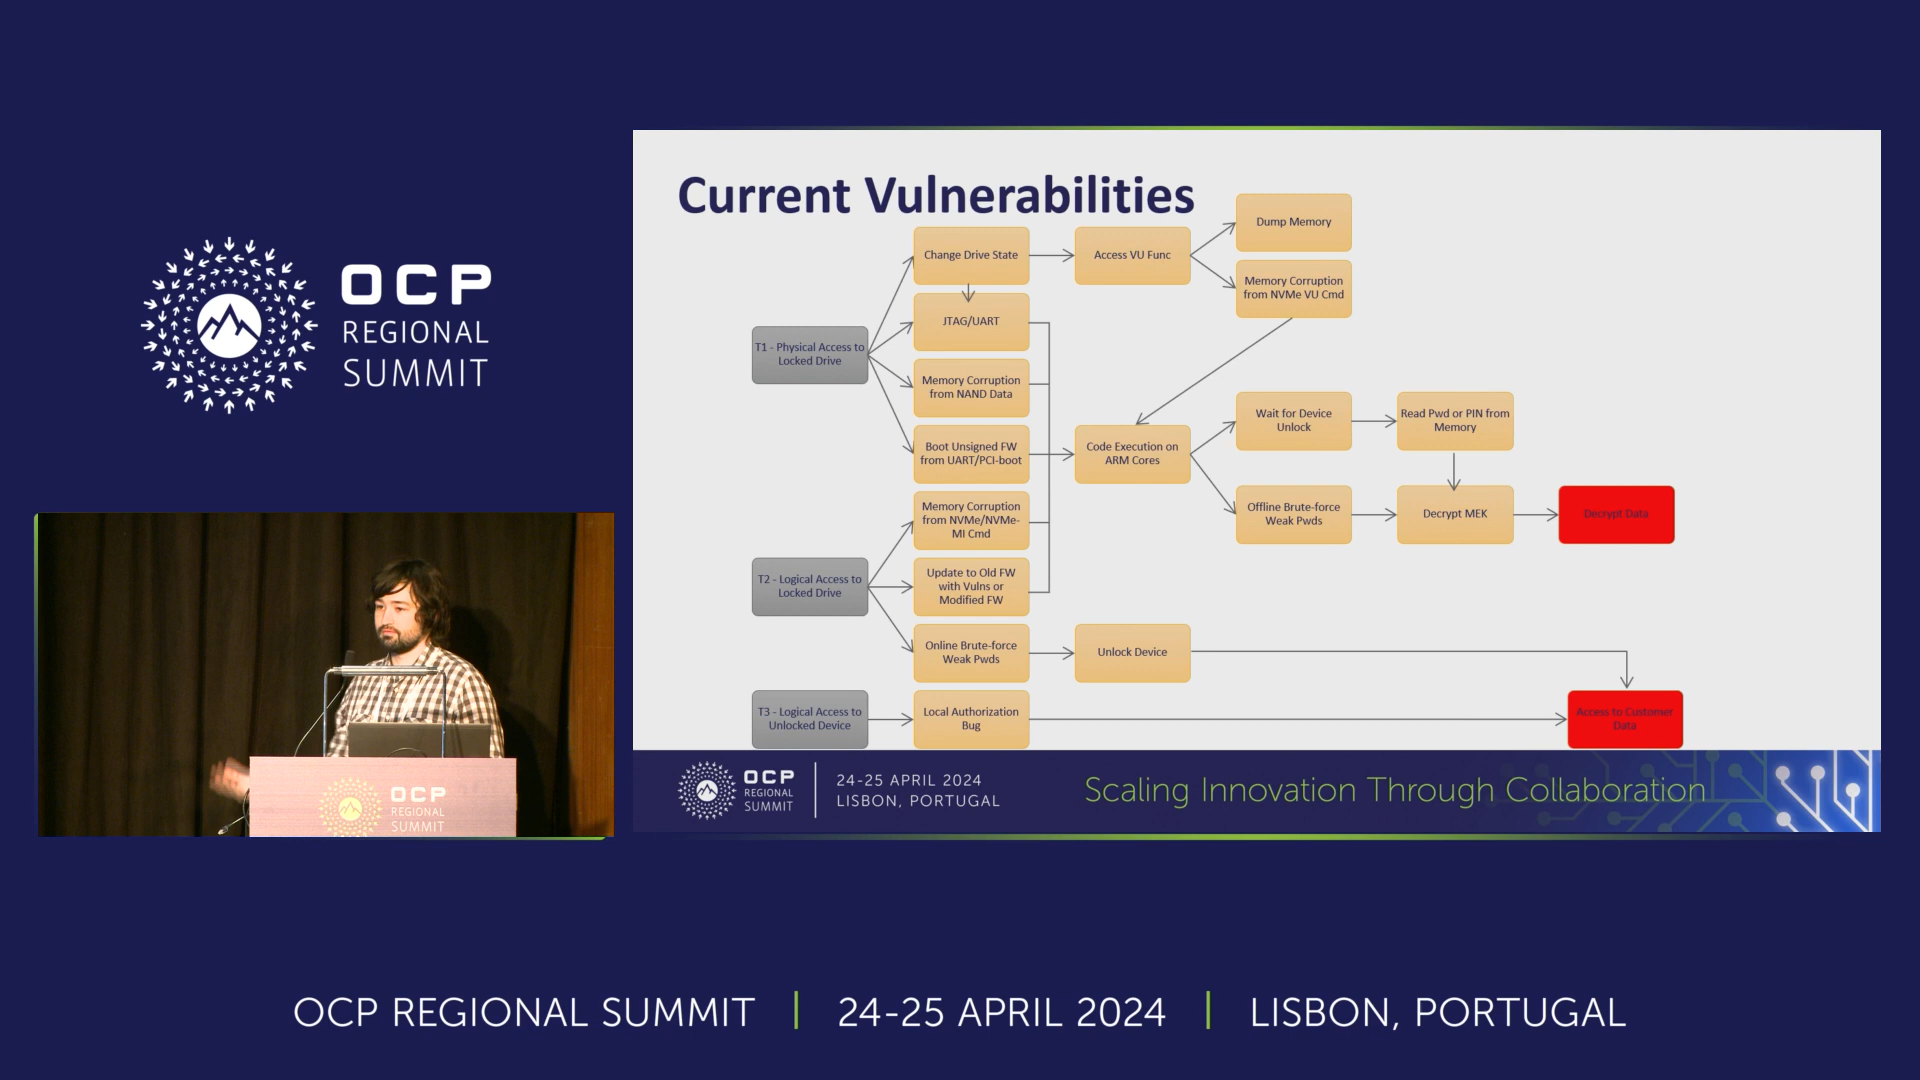 OCP
REGIONAL
SUMMIT
Current Vulnerabilities
Dump Memory
Change Drive State
Access VU Func
Memory Corruption
from NVMe VU Cmd
JTAG/UART
T1 - Physical Access to
Locked Drive
Memory Corruption
from NAND Data
Wait for Device
Unlock
Read Pwd or PIN from
Memory
Boot Unsigned FW
from UART/PCI-boot
Code Execution on
ARM Cores
Memory Corruption
from NVMe/NVMe-
MI Cmd
Offline Brute-force
Weak Pwds
Decrypt MEK
Decrypt Data
T2 - Logical Access to
Locked Drive
Update to Old FW
with Vulns or
Modified FW
Online Brute-force
Weak Pwds
Unlock Device
T3 - Logical Access to
Unlocked Device
Local Authorization
Bug
Access to Customer
Data
OCP
REGIONAL
SUMMIT
24-25 APRIL 2024
LISBON, PORTUGAL
Scaling Innovation Through Collaboration
OCP
REGIONAL
SUMMIT
OCP REGIONAL SUMMIT | 24-25 APRIL 2024 | LISBON, PORTUGAL